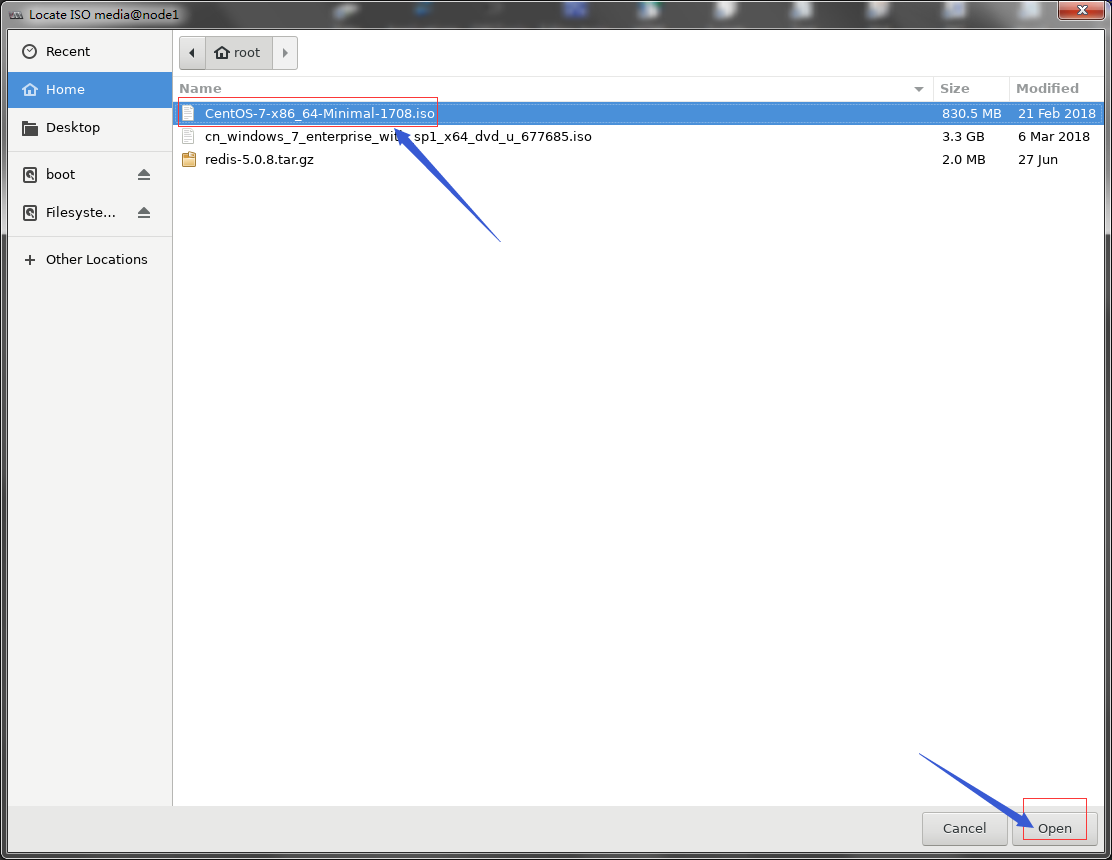 Locate ISO media@node1
Recent
Home
Desktop
boot
Filesyste...
Other Locations
root
Name Size Modified
CentOS-7-x86_64-Minimal-1708.iso 830.5 MB 21 Feb 2018
cn_windows_7_enterprise_wit sp1_x64_dvd_u_677685.iso 3.3 GB 6 Mar 2018
redis-5.0.8.tar.gz 2.0 MB 27 Jun
Cancel Open